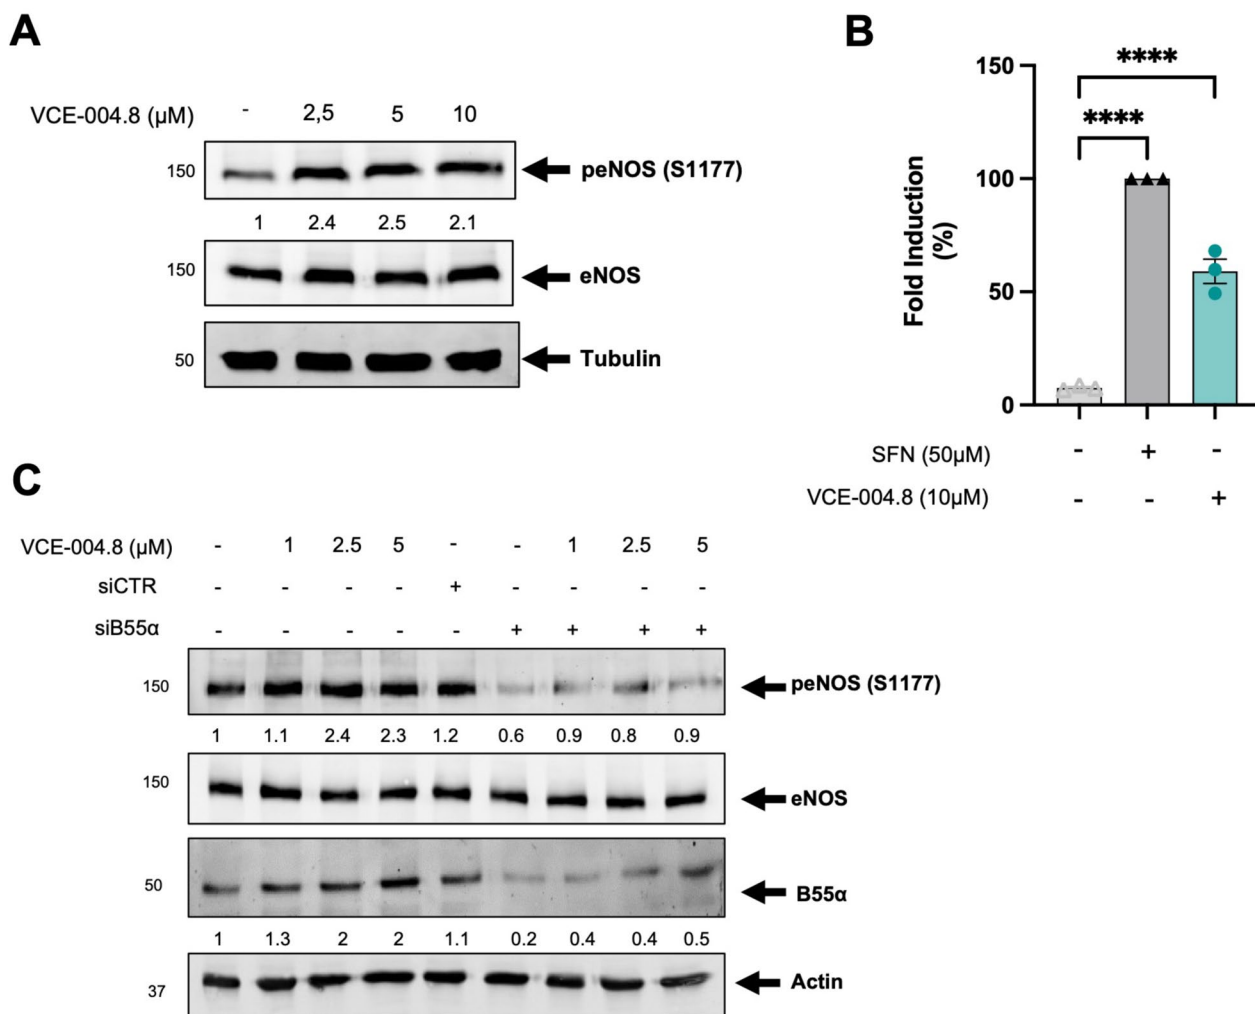 A
VCE-004.8 (µM) - 2,5 5 10
150 peNOS (S1177)
1 2.4 2.5 2.1
150 eNOS
50 Tubulin
B
**** 
****
150
100
50
0
Fold Induction
(%)
SFN (50µM) - + -
VCE-004.8 (10µM) - - +
C
VCE-004.8 (µM) - 1 2.5 5 - - 1 2.5 5
siCTR - - - - + - - - -
siB55α - - - - - + + + +
150 peNOS (S1177)
1 1.1 2.4 2.3 1.2 0.6 0.9 0.8 0.9
150 eNOS
50 B55α
1 1.3 2 2 1.1 0.2 0.4 0.4 0.5
37 Actin